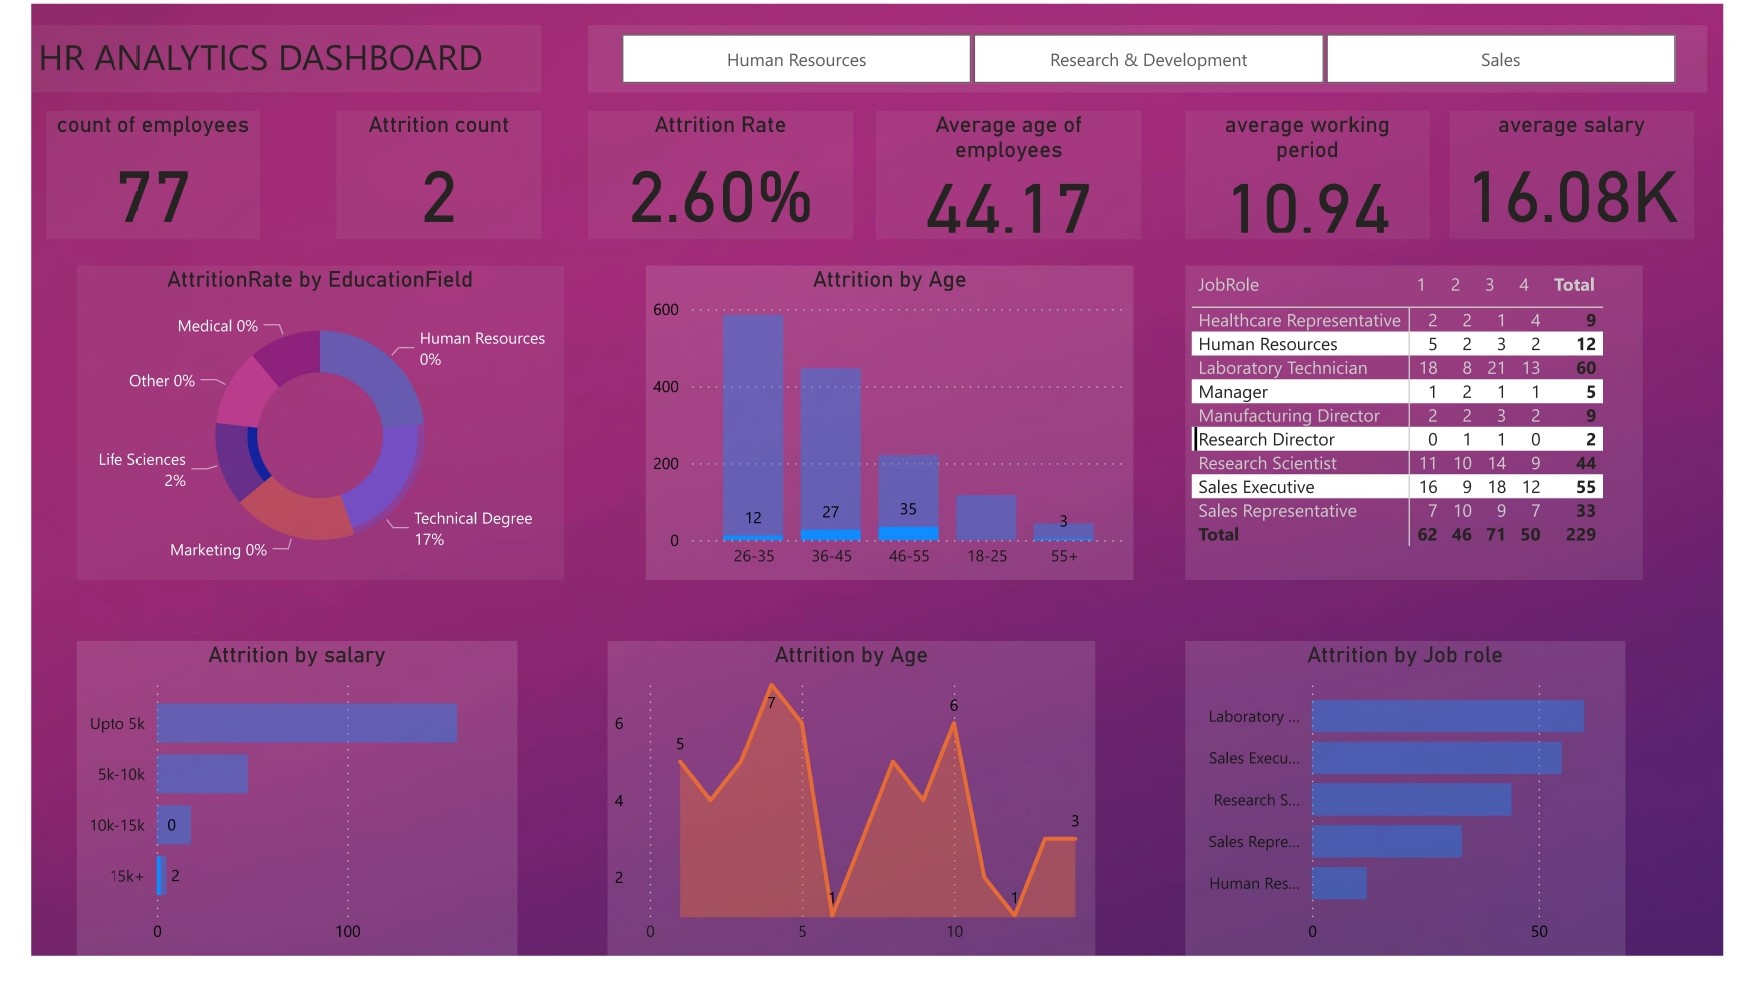 HR ANALYTICS DASHBOARD
Human Resources
Research & Development
Sales
count of employees
77
Attrition count
2
Attrition Rate
2.60%
Average age of
employees
44.17
average working
period
10.94
average salary
16.08K
AttritionRate by EducationField
Medical 0%
Human Resources
0%
Other 0%
Life Sciences
2%
Technical Degree
17%
Marketing 0%
Attrition by Age
600
400
200
0
12
27
35
3
26-35 36-45 46-55 18-25 55+
JobRole 1 2 3 4 Total
Healthcare Representative 2 2 1 4 9
Human Resources 5 2 3 2 12
Laboratory Technician 18 8 21 13 60
Manager 1 2 1 1 5
Manufacturing Director 2 2 3 2 9
Research Director 0 1 1 0 2
Research Scientist 11 10 14 9 44
Sales Executive 16 9 18 12 55
Sales Representative 7 10 9 7 33
Total 62 46 71 50 229
Attrition by salary
Upto 5k
5k-10k
10k-15k 0
15k+ 2
0 100
Attrition by Age
6
4
2
5
7
1
6
1
3
0 5 10
Attrition by Job role
Laboratory ...
Sales Execu...
Research S...
Sales Repre...
Human Res...
0 50